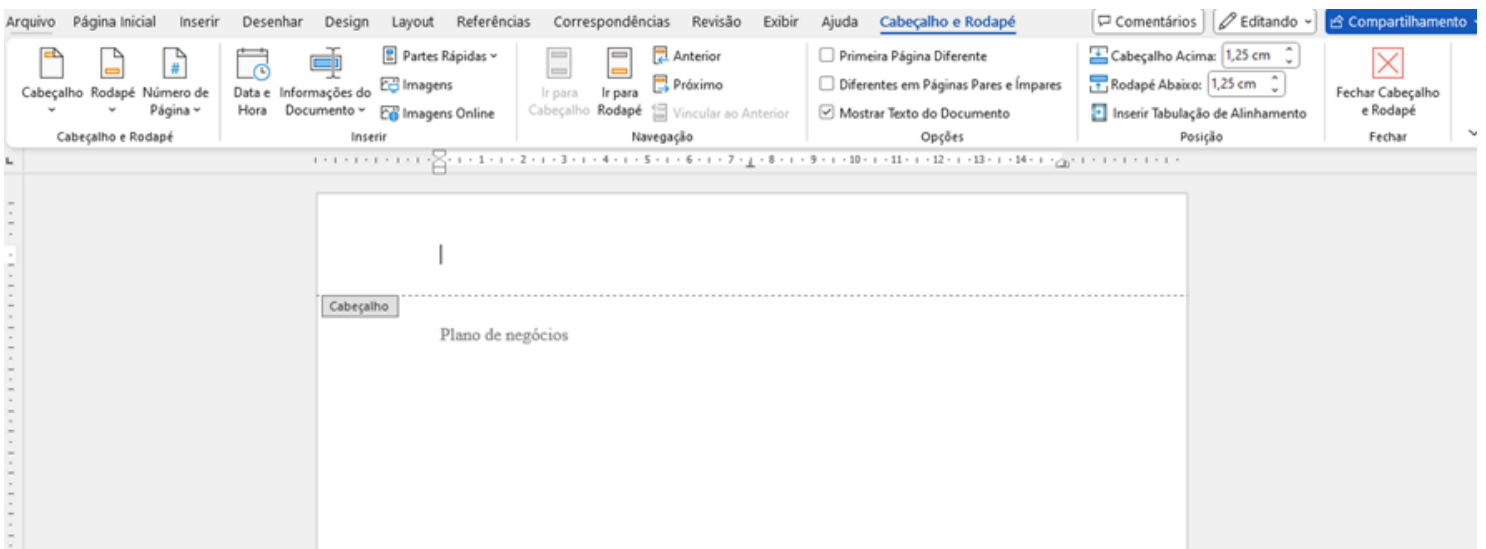 Arquivo Página Inicial Inserir Desenhar Design Layout Referências Correspondências Revisão Exibir Ajuda Cabeçalho e Rodapé Comentários Editando Compartilhamento
Cabeçalho Rodapé Número de Página
Cabeçalho e Rodapé
Data e Hora Informações do Documento Partes Rápidas
Imagens
Imagens Online
Inserir
Ir para Cabeçalho Ir para Rodapé Anterior
Próximo
Vincular ao Anterior
Navegação
Primeira Página Diferente
Diferentes em Páginas Pares e Ímpares
Mostrar Texto do Documento
Opções
Cabeçalho Acima: 1,25 cm
Rodapé Abaixo: 1,25 cm
Inserir Tabulação de Alinhamento
Posição
Fechar Cabeçalho
e Rodapé
Fechar
1 2 3 4 5 6 7 8 9 10 11 12 13 14
Cabeçalho
Plano de negócios